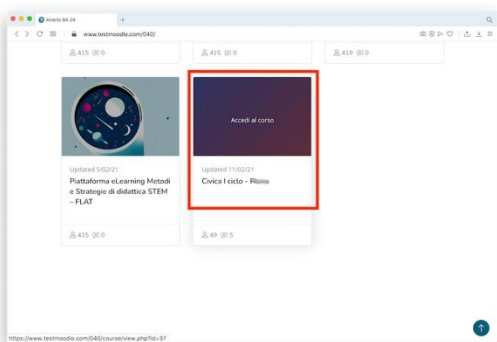 Ambito BA 04
www.testmoodle.com/040/
415 0
415 0
419 0
Accedi al corso
Updated 5/02/21
Updated 11/02/21
Piattaforma eLearning Metodi
e Strategie di didattica STEM
- FLAT
Civica I ciclo -
415 0
49 5
https://www.testmoodle.com/040/course/view.php?id=37